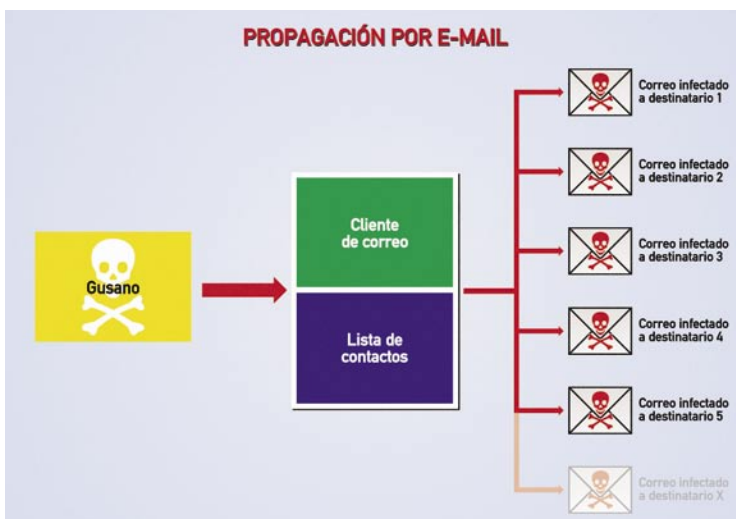 PROPAGACIÓN POR E-MAIL
Gusano
Cliente
de correo
Lista de
contactos
Correo infectado
a destinatario 1
Correo infectado
a destinatario 2
Correo infectado
a destinatario 3
Correo infectado
a destinatario 4
Correo infectado
a destinatario 5
Correo infectado
a destinatario X